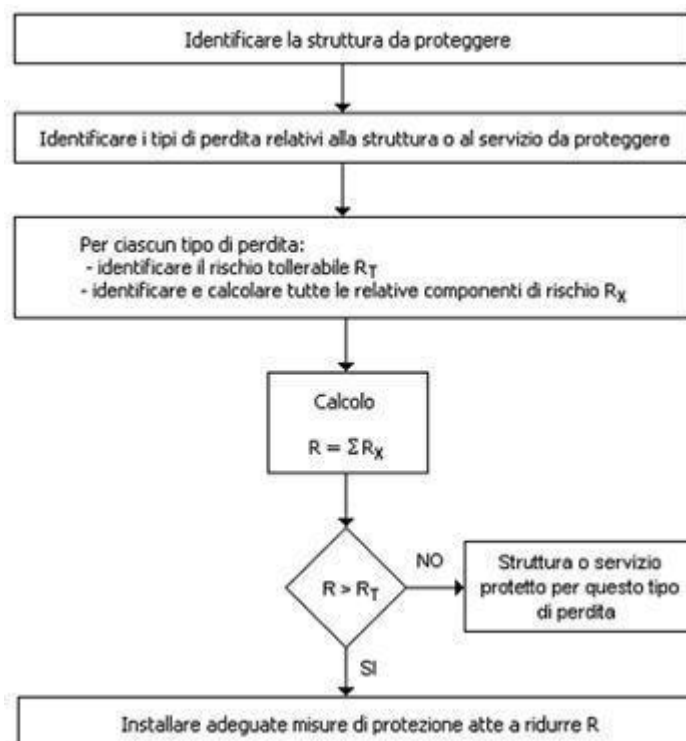 Identificare la struttura da proteggere
Identificare i tipi di perdita relativi alla struttura o al servizio da proteggere
Per ciascun tipo di perdita:
- identificare il rischio tollerabile RT
- identificare e calcolare tutte le relative componenti di rischio RX
Calcolo
R = ΣRX
R > RT
NO
Struttura o servizio
protetto per questo tipo
di perdita
SI
Installare adeguate misure di protezione atte a ridurre R